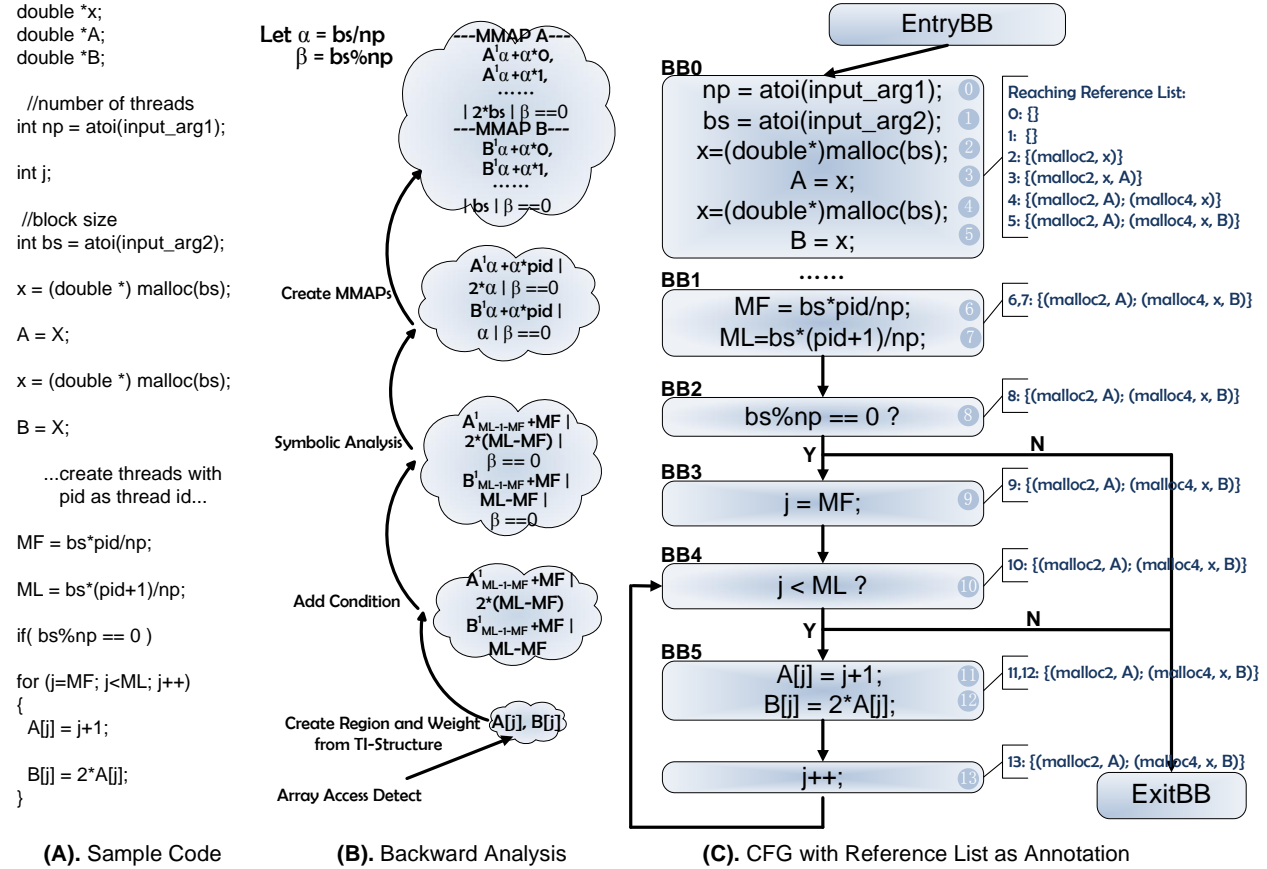 double *x;
double *A;
double *B;
//number of threads
int np = atoi(input_arg1);
int j;
//block size
int bs = atoi(input_arg2);
x = (double *) malloc(bs);
A = X;
x = (double *) malloc(bs);
B = X;
...create threads with
pid as thread id...
MF = bs*pid/np;
ML = bs*(pid+1)/np;
if( bs%np == 0 )
for (j=MF; j<ML; j++)
{
A[j] = j+1;
B[j] = 2*A[j];
}
(A). Sample Code
Let α = bs/np
β = bs%np
---MMAP A---
A¹α+α*0,
A¹α+α*1,
......
| 2*bs | β ==0
---MMAP B---
B¹α+α*0,
B¹α+α*1,
......
| bs | β ==0
Create MMAPs
A¹α+α*pid |
2*α | β ==0
B¹α+α*pid |
α | β ==0
Symbolic Analysis
A¹ML-1-MF+MF |
2*(ML-MF) |
β == 0
B¹ML-1-MF+MF |
ML-MF |
β ==0
Add Condition
A¹ML-1-MF+MF |
2*(ML-MF)
B¹ML-1-MF+MF |
ML-MF
Create Region and Weight
from TI-Structure
A[j], B[j]
Array Access Detect
(B). Backward Analysis
EntryBB
BB0
np = atoi(input_arg1); 0
bs = atoi(input_arg2); 1
x=(double*)malloc(bs); 2
A = x; 3
x=(double*)malloc(bs); 4
B = x; 5
Reaching Reference List:
0: {}
1: {}
2: {(malloc2, x)}
3: {(malloc2, x, A)}
4: {(malloc2, A); (malloc4, x)}
5: {(malloc2, A); (malloc4, x, B)}
......
BB1
MF = bs*pid/np; 6
ML=bs*(pid+1)/np; 7
6,7: {(malloc2, A); (malloc4, x, B)}
BB2
bs%np == 0 ? 8
8: {(malloc2, A); (malloc4, x, B)}
Y
N
BB3
j = MF; 9
9: {(malloc2, A); (malloc4, x, B)}
BB4
j < ML ? 10
10: {(malloc2, A); (malloc4, x, B)}
Y
N
BB5
A[j] = j+1; 11
B[j] = 2*A[j]; 12
11,12: {(malloc2, A); (malloc4, x, B)}
j++; 13
13: {(malloc2, A); (malloc4, x, B)}
ExitBB
(C). CFG with Reference List as Annotation